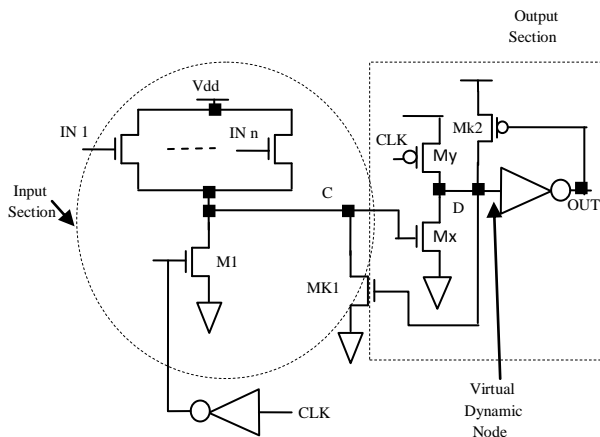 Output
Section
Vdd
IN 1
IN n
CLK
Mk2
My
Input
Section
C
D
OUT
Mx
M1
MK1
CLK
Virtual
Dynamic
Node